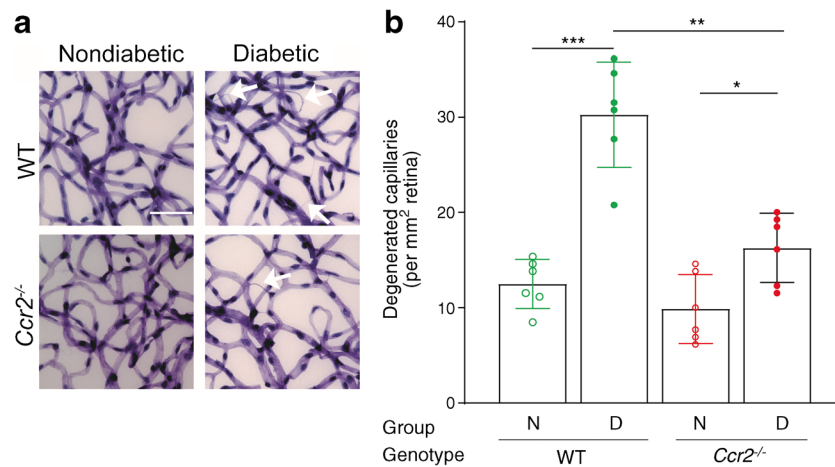 a
Nondiabetic Diabetic
WT
Ccr2-/-
b
Degenerated capillaries
(per mm2 retina)
40
30
20
10
0
***
**
*
Group N D N D
Genotype WT Ccr2-/-